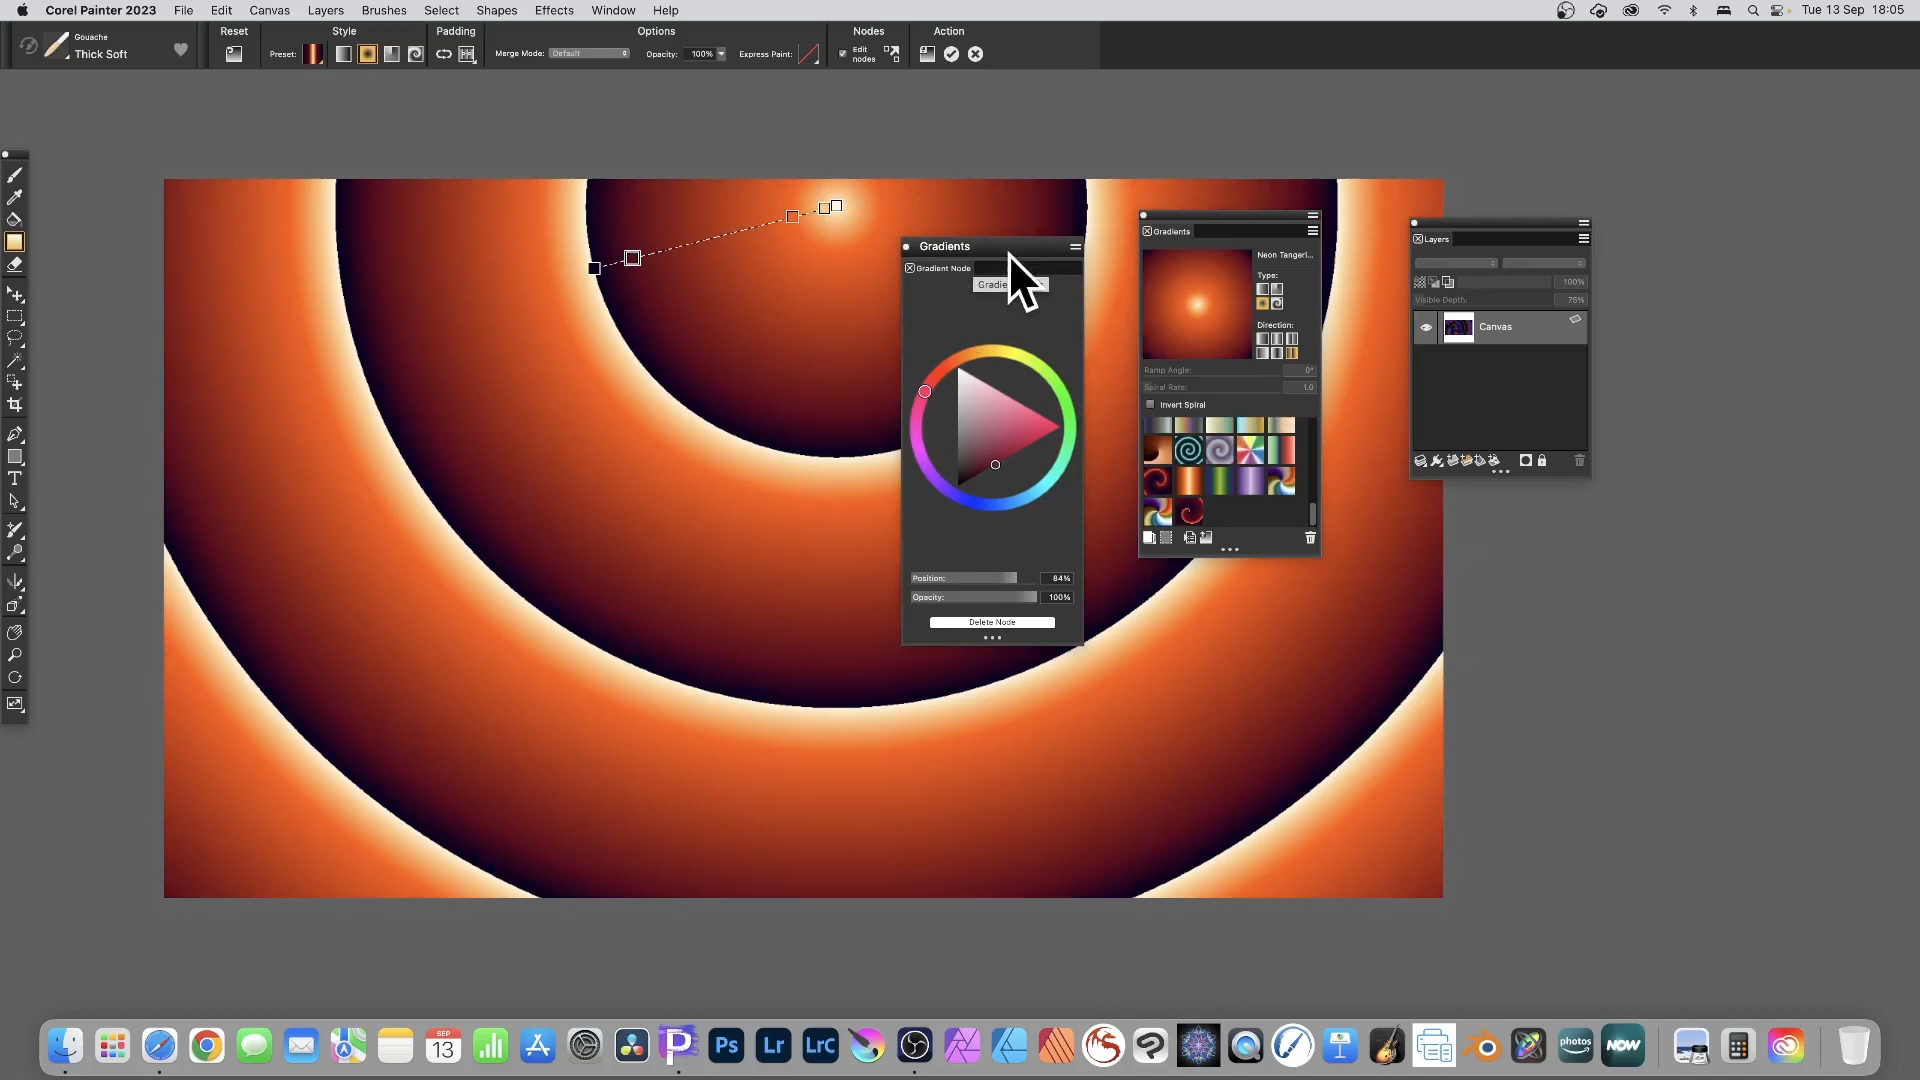 Corel Painter 2023 File Edit Canvas Layers Brushes Select Shapes Effects Window Help Tue 13 Sep 18:05
Gouache
Thick Soft
Reset Style Padding Options Nodes Action
Preset: Merge Mode: Default Opacity: 100% Express Paint: Edit nodes
Gradients
Gradient Node
Position: 84%
Opacity: 100%
Delete Node
Gradients
Neon Tangeri...
Type:
Direction:
Ramp Angle: 0°
Spiral Rate: 1.0
Invert Spiral
Layers
100%
Visible Depth: 75%
Canvas
SEP
13
Ps Lr LrC
photos
NOW